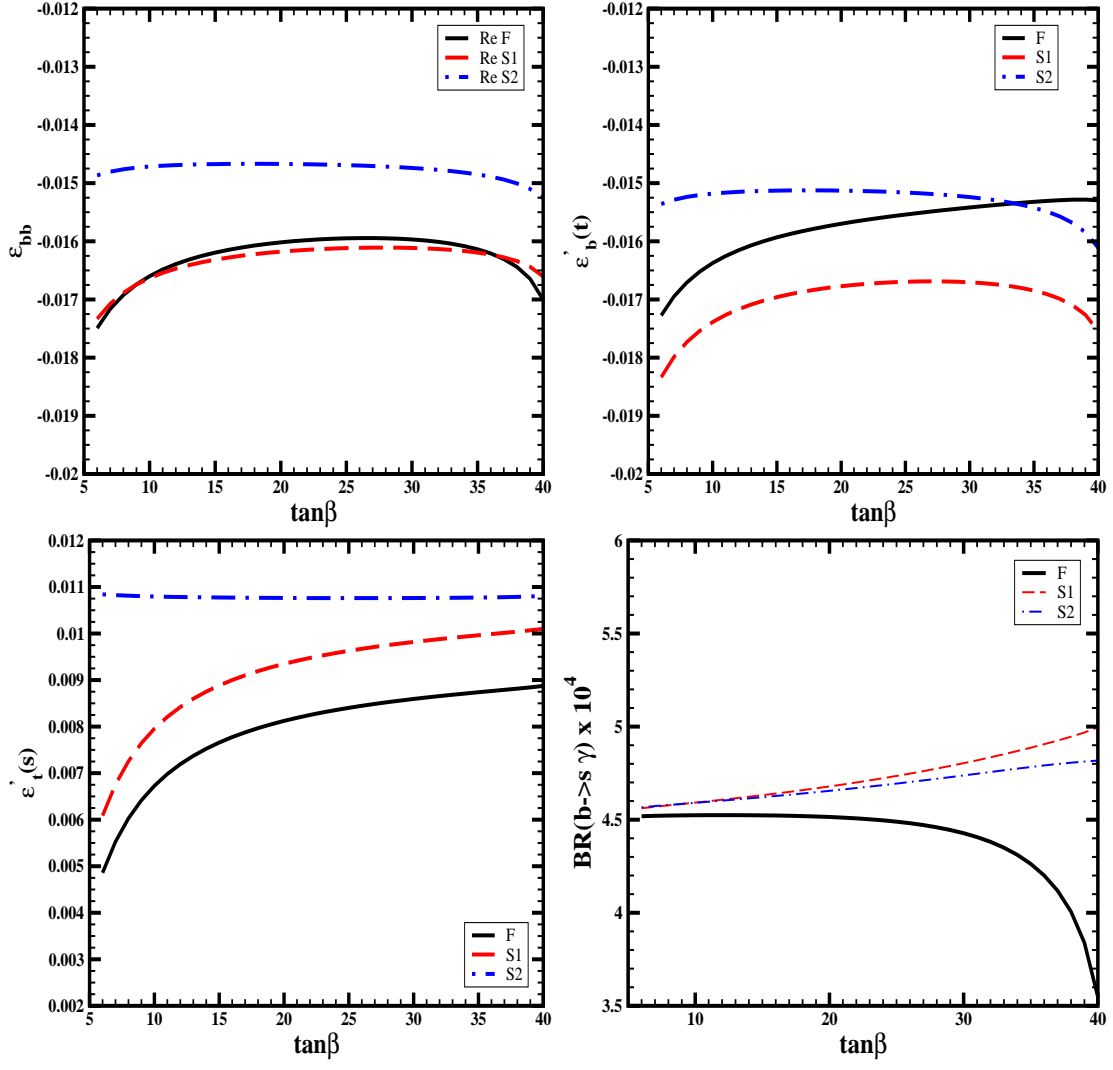 -0.012
-0.013
-0.014
-0.015
-0.016
-0.017
-0.018
-0.019
-0.02
ε_bb
Re F
Re S1
Re S2
5 10 15 20 25 30 35 40
tanβ
-0.012
-0.013
-0.014
-0.015
-0.016
-0.017
-0.018
-0.019
-0.02
ε'_b(t)
F
S1
S2
5 10 15 20 25 30 35 40
tanβ
0.012
0.011
0.01
0.009
0.008
0.007
0.006
0.005
0.004
0.003
0.002
ε'_t(s)
F
S1
S2
5 10 15 20 25 30 35 40
tanβ
6
5.5
5
4.5
4
3.5
BR(b->s γ) x 10^4
F
S1
S2
10 20 30 40
tanβ